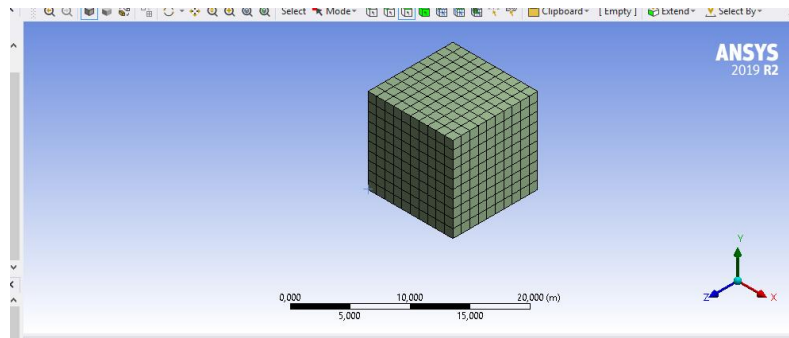 Select Mode Clipboard [ Empty ] Extend Select By
ANSYS
2019 R2
Y
Z X
0,000 10,000 20,000 (m)
5,000 15,000